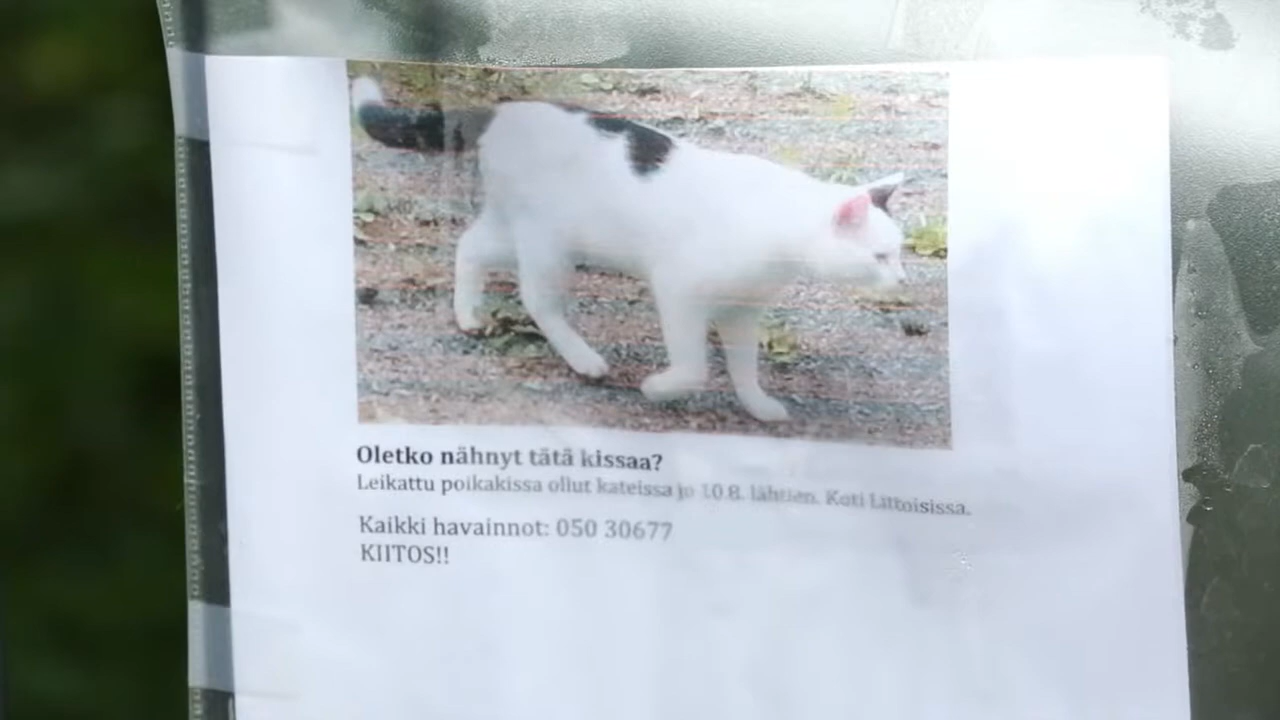 Oletko nähnyt tätä kissaa?
Leikattu poikakissa ollut kateissa jo 10.8. lähtien. Koti Littoisissa.
Kaikki havainnot: 050 30677
KIITOS!!